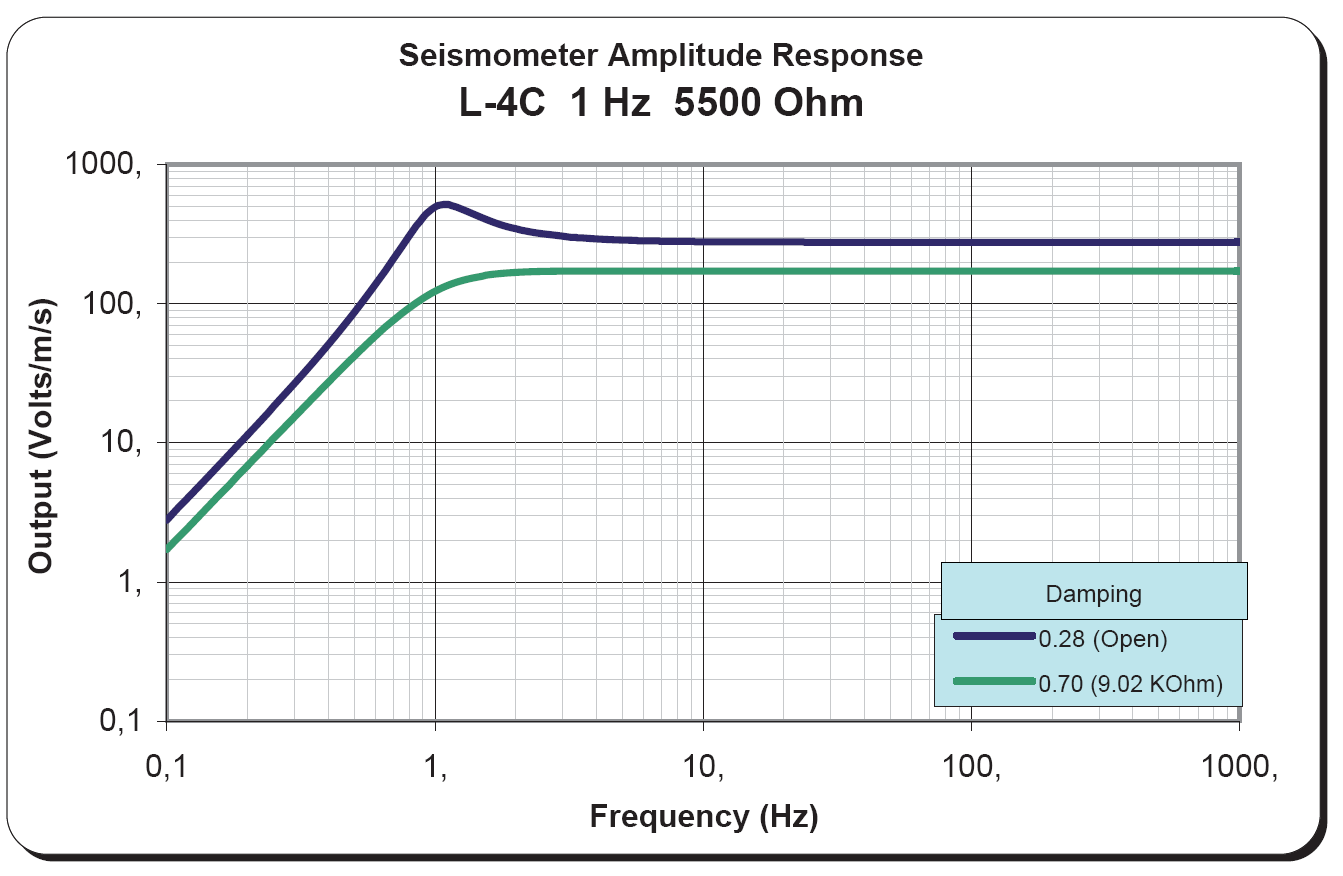 Seismometer Amplitude Response
L-4C 1 Hz 5500 Ohm
1000,
100,
10,
1,
0,1
Output (Volts/m/s)
0,1
1,
10,
100,
1000,
Frequency (Hz)
Damping
0.28 (Open)
0.70 (9.02 KOhm)